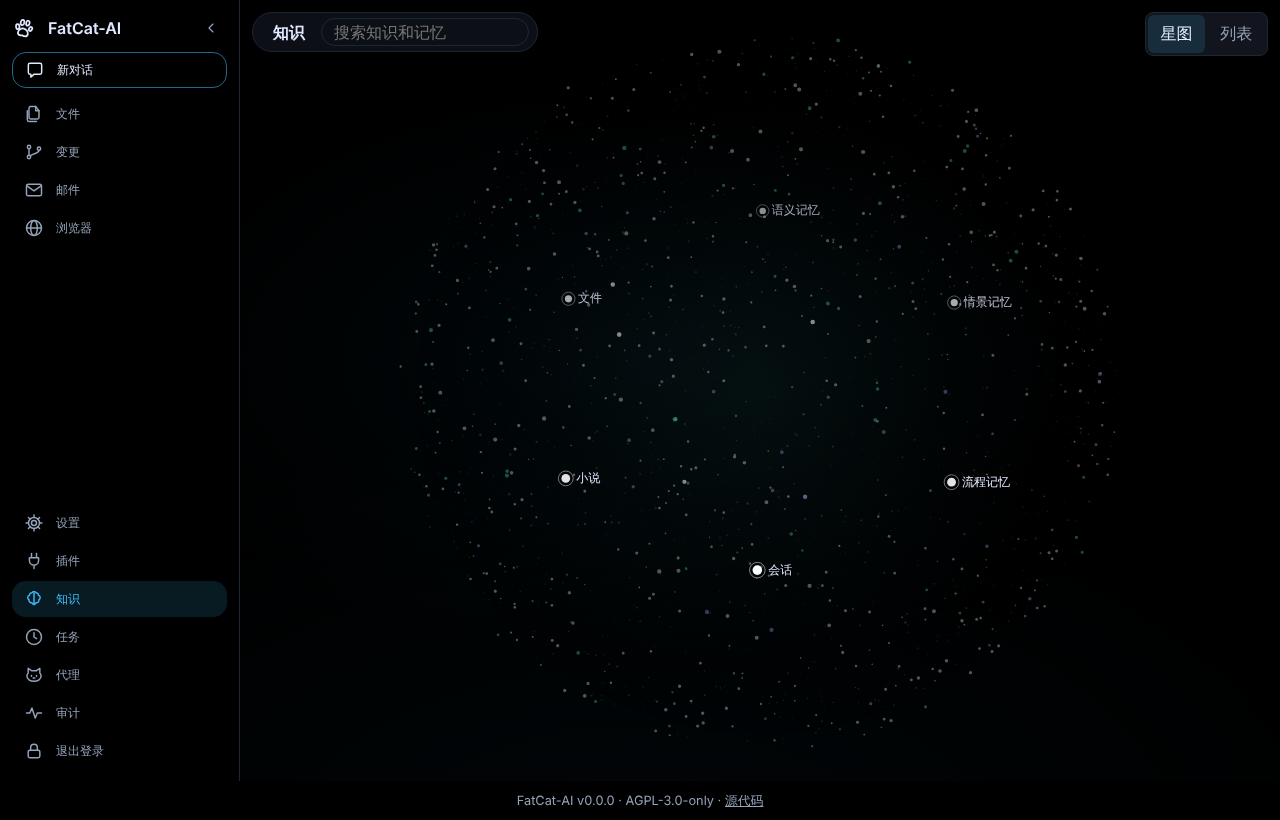 FatCat-AI
新对话
文件
变更
邮件
浏览器
设置
插件
知识
任务
代理
审计
退出登录
知识
搜索知识和记忆
星图
列表
语义记忆
文件
情景记忆
小说
流程记忆
会话
FatCat-AI v0.0.0 · AGPL-3.0-only · 源代码